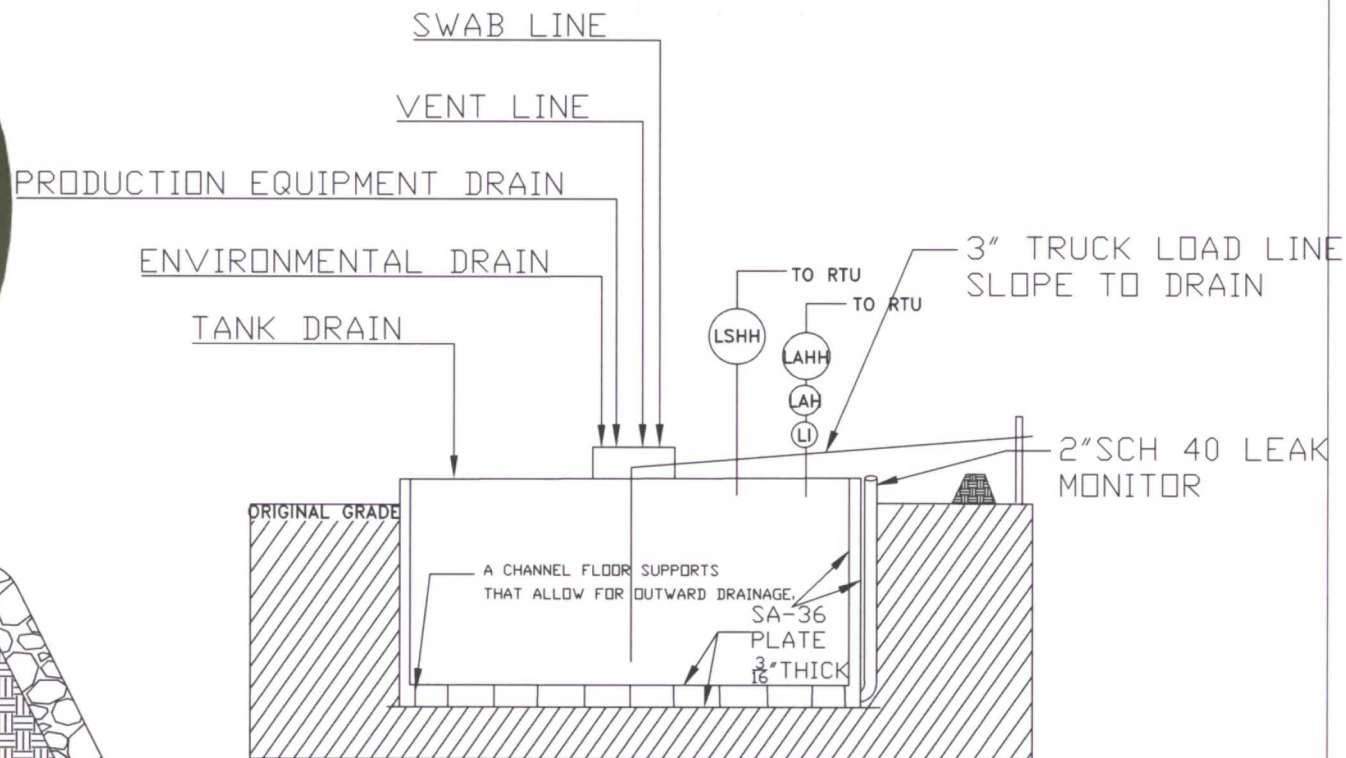 SWAB LINE
VENT LINE
PRODUCTION EQUIPMENT DRAIN
ENVIRONMENTAL DRAIN
TANK DRAIN
TO RTU
TO RTU
3" TRUCK LOAD LINE
SLOPE TO DRAIN
LSHH
LAHH
LAH
LI
2"SCH 40 LEAK
MONITOR
ORIGINAL GRADE
A CHANNEL FLOOR SUPPORTS
THAT ALLOW FOR OUTWARD DRAINAGE.
SA-36
PLATE
3/16"THICK